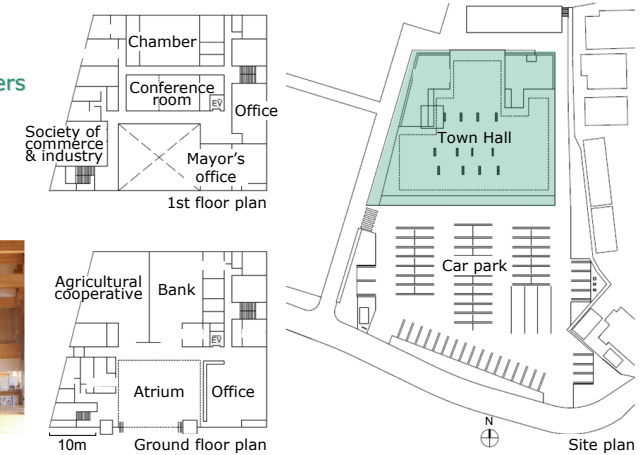 ers
Chamber
Conference
room
EV
Office
Society of
commerce
& industry
Mayor's
office
1st floor plan
Agricultural
cooperative
Bank
EV
Atrium
Office
10m
Ground floor plan
Town Hall
Car park
N
Site plan